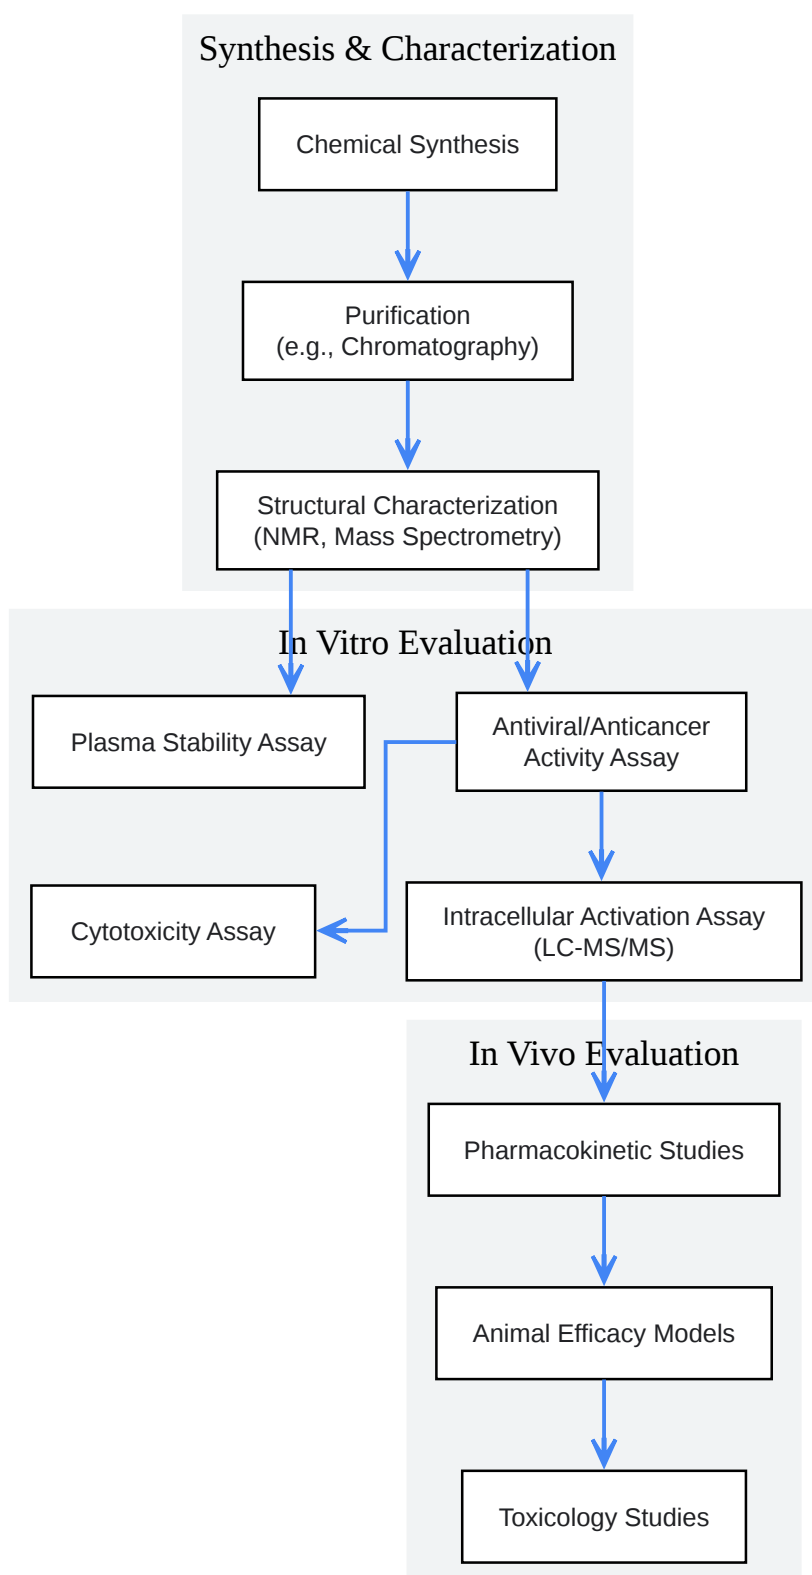 Synthesis & Characterization
Chemical Synthesis
Purification
(e.g., Chromatography)
Structural Characterization
(NMR, Mass Spectrometry)
In Vitro Evaluation
Plasma Stability Assay
Antiviral/Anticancer
Activity Assay
Cytotoxicity Assay
Intracellular Activation Assay
(LC-MS/MS)
In Vivo Evaluation
Pharmacokinetic Studies
Animal Efficacy Models
Toxicology Studies